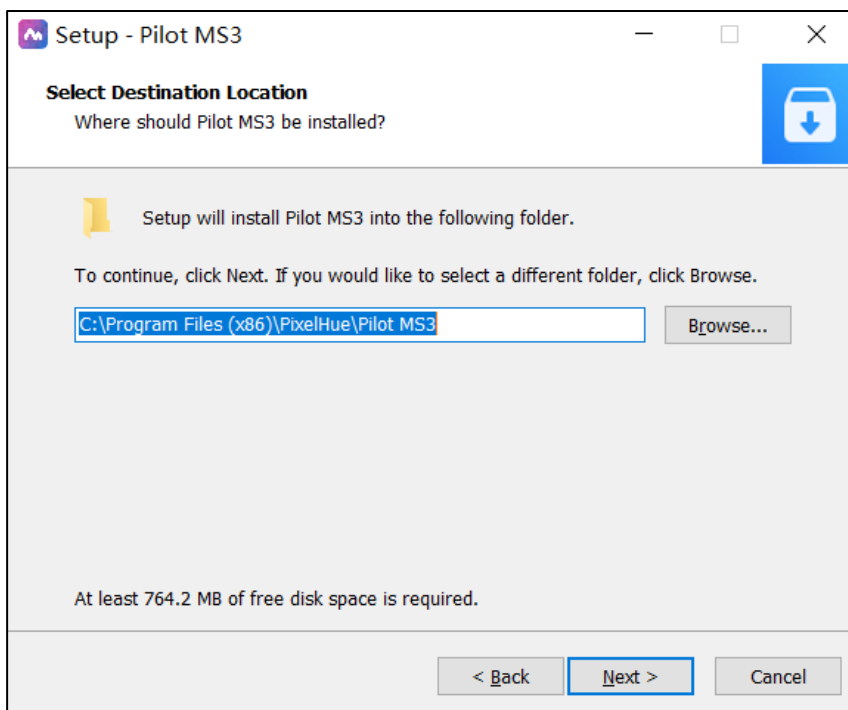 Setup - Pilot MS3
Select Destination Location
Where should Pilot MS3 be installed?
Setup will install Pilot MS3 into the following folder.
To continue, click Next. If you would like to select a different folder, click Browse.
C:\Program Files (x86)\PixelHue\Pilot MS3
Browse...
At least 764.2 MB of free disk space is required.
< Back
Next >
Cancel